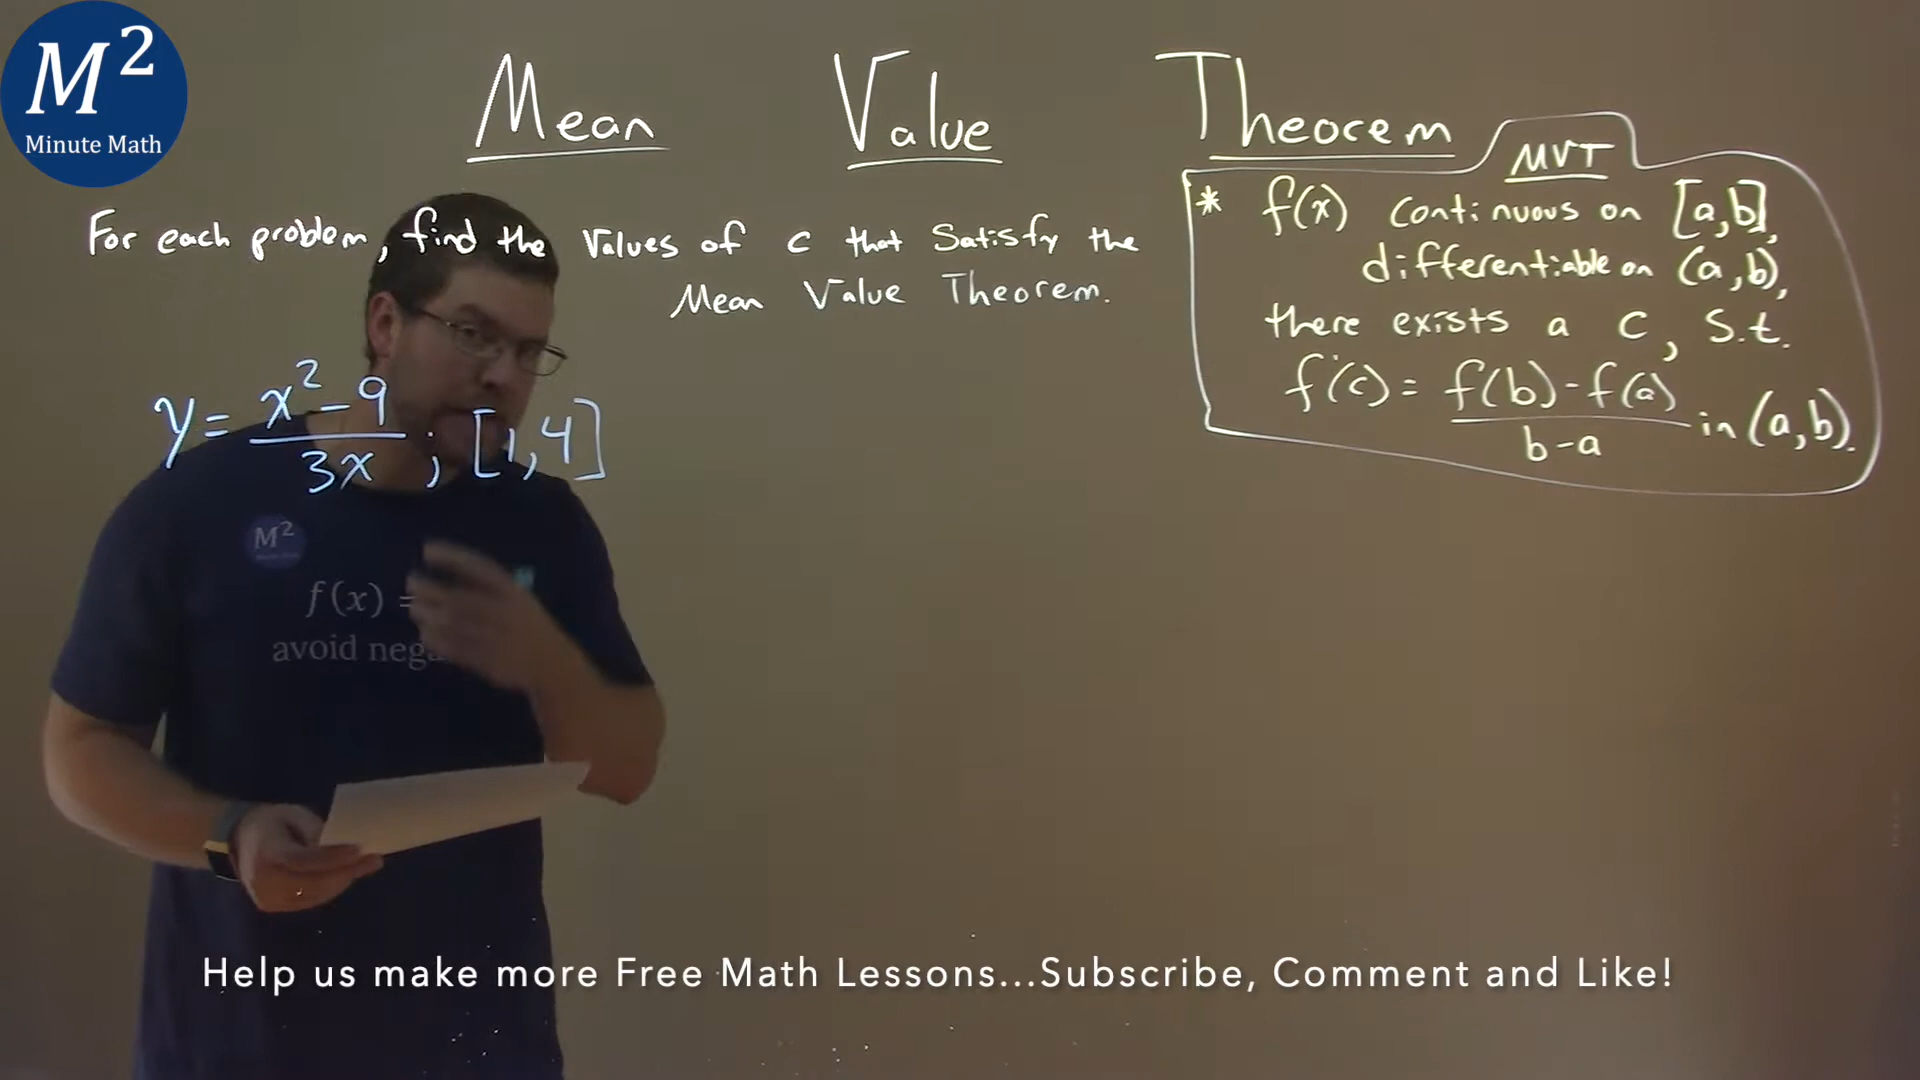 M²
Minute Math
Mean Value Theorem
MVT
* f(x) continuous on [a,b],
differentiable on (a,b),
there exists a c, s.t.
f'(c) = f(b)-f(a) / b-a in (a,b).
For each problem, find the values of c that satisfy the
Mean Value Theorem.
y = x²-9 / 3x ; [1,4]
M²
f(x) =
avoid nega
Help us make more Free Math Lessons...Subscribe, Comment and Like!